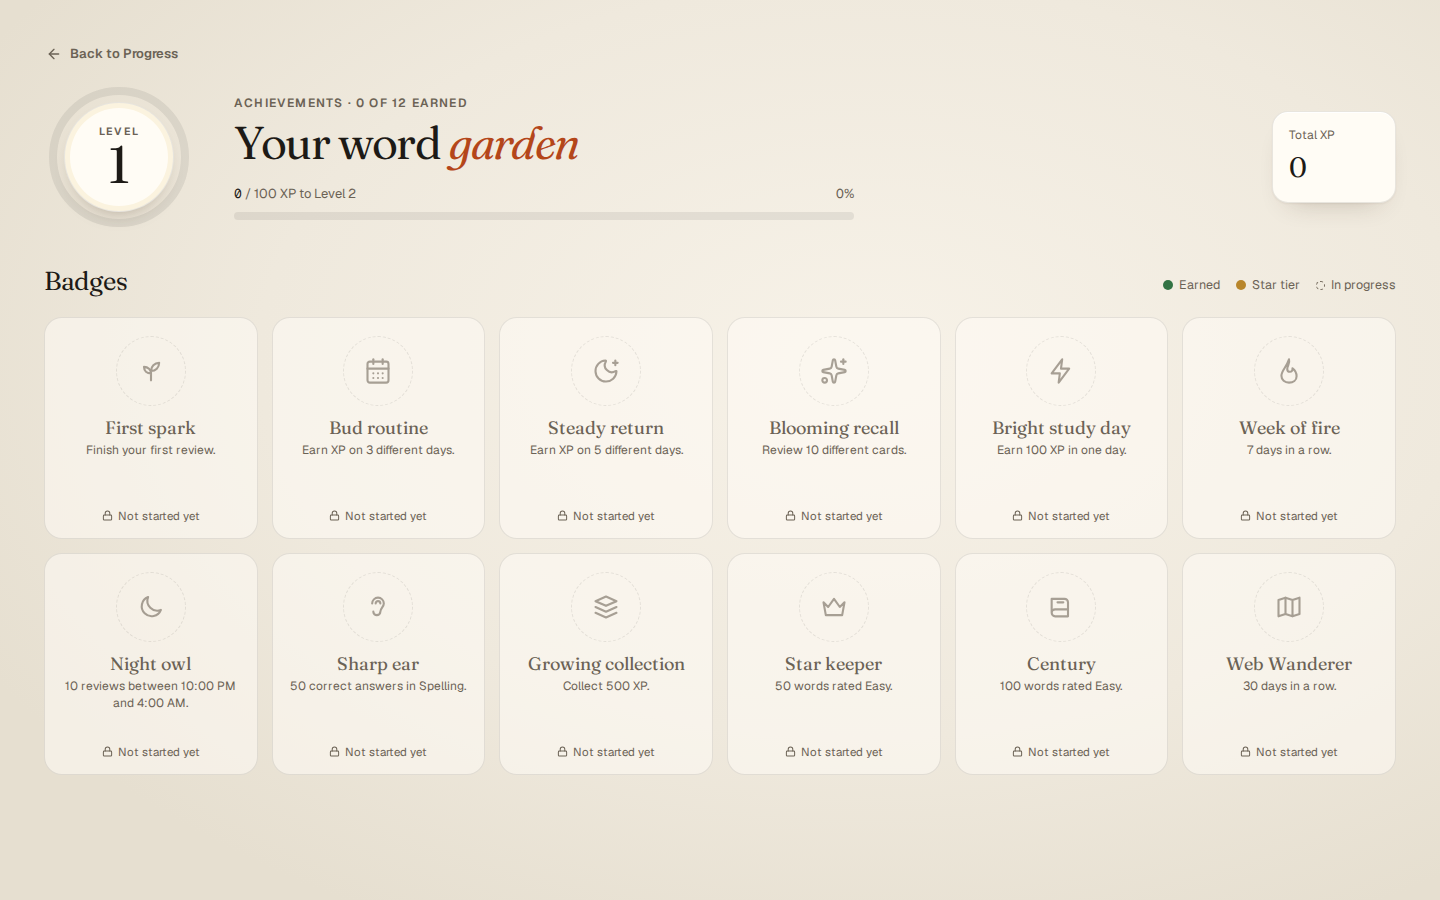 Back to Progress
LEVEL
1
ACHIEVEMENTS · 0 OF 12 EARNED
Your word garden
0 / 100 XP to Level 2
0%
Total XP
0
Badges
Earned
Star tier
In progress
First spark
Finish your first review.
Not started yet
Bud routine
Earn XP on 3 different days.
Not started yet
Steady return
Earn XP on 5 different days.
Not started yet
Blooming recall
Review 10 different cards.
Not started yet
Bright study day
Earn 100 XP in one day.
Not started yet
Week of fire
7 days in a row.
Not started yet
Night owl
10 reviews between 10:00 PM
and 4:00 AM.
Not started yet
Sharp ear
50 correct answers in Spelling.
Not started yet
Growing collection
Collect 500 XP.
Not started yet
Star keeper
50 words rated Easy.
Not started yet
Century
100 words rated Easy.
Not started yet
Web Wanderer
30 days in a row.
Not started yet